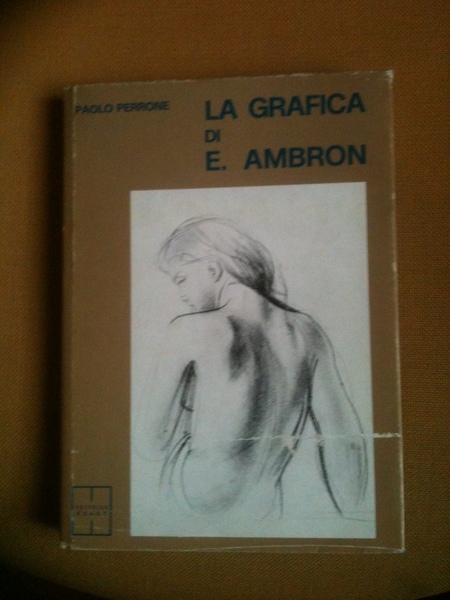 PAOLO PERRONE
LA GRAFICA
DI
E. AMBRON